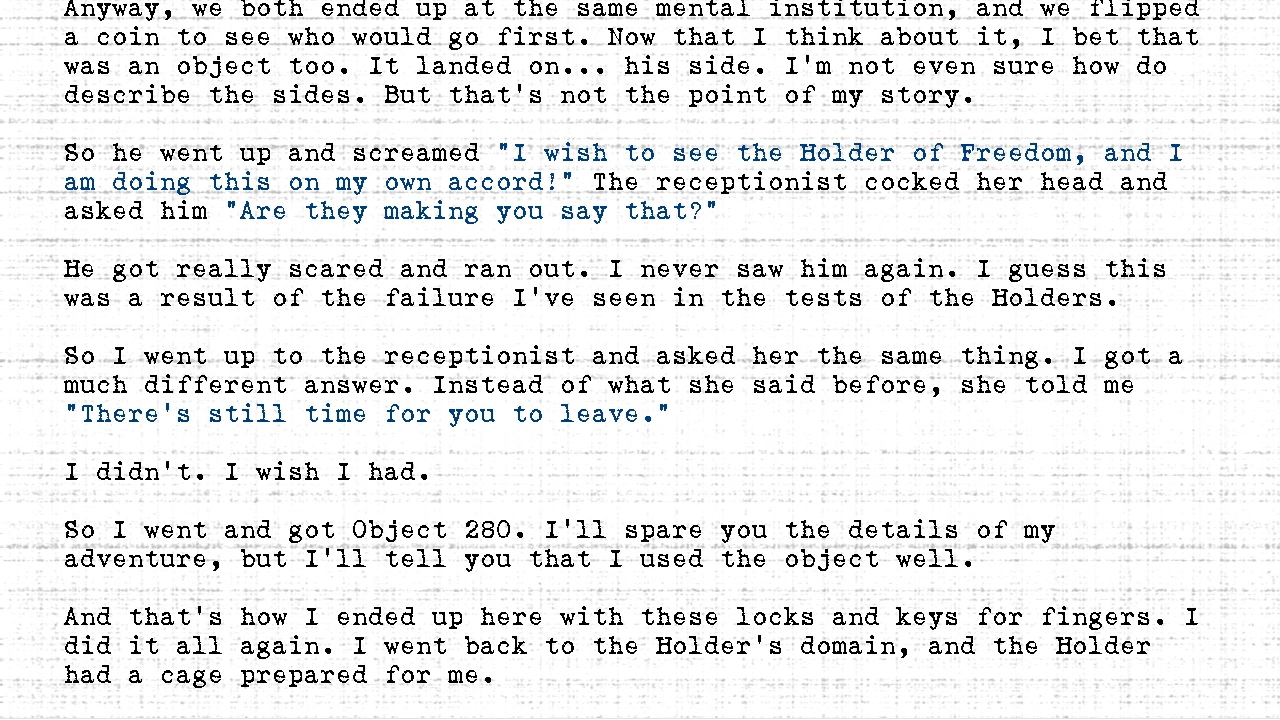 Anyway, we both ended up at the same mental institution, and we flipped
a coin to see who would go first. Now that I think about it, I bet that
was an object too. It landed on... his side. I'm not even sure how do
describe the sides. But that's not the point of my story.
So he went up and screamed "I wish to see the Holder of Freedom, and I
am doing this on my own accord!" The receptionist cocked her head and
asked him "Are they making you say that?"
He got really scared and ran out. I never saw him again. I guess this
was a result of the failure I've seen in the tests of the Holders.
So I went up to the receptionist and asked her the same thing. I got a
much different answer. Instead of what she said before, she told me
"There's still time for you to leave."
I didn't. I wish I had.
So I went and got Object 280. I'll spare you the details of my
adventure, but I'll tell you that I used the object well.
And that's how I ended up here with these locks and keys for fingers. I
did it all again. I went back to the Holder's domain, and the Holder
had a cage prepared for me.